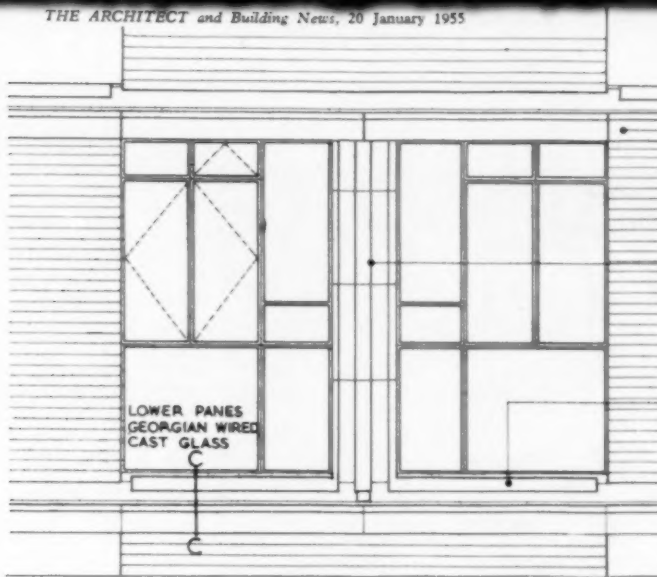 THE ARCHITECT and Building News, 20 January 1955
LOWER PANES
GEORGIAN WIRED
CAST GLASS
C
C